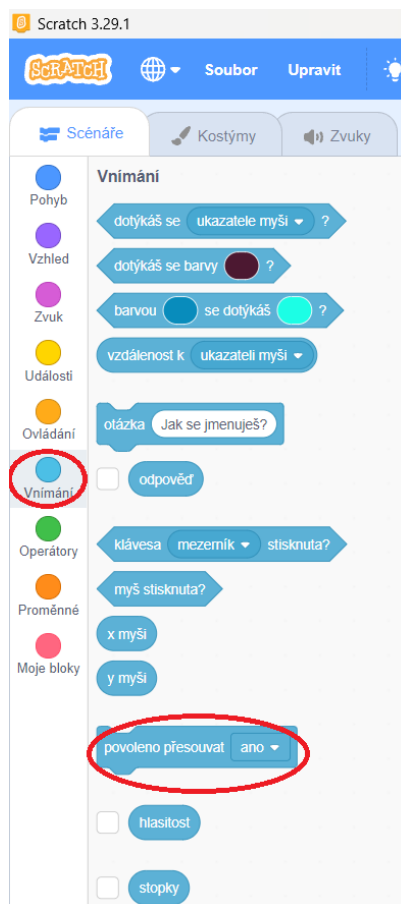 Scratch 3.29.1
SCRATCH Soubor Upravit
Scénáře Kostýmy Zvuky
Pohyb
Vzhled
Zvuk
Události
Ovládání
Vnímání
Operátory
Proměnné
Moje bloky
Vnímání
dotýkáš se ukazatele myši ?
dotýkáš se barvy ?
barvou se dotýkáš ?
vzdálenost k ukazateli myši
otázka Jak se jmenuješ?
odpověď
klávesa mezerník stisknuta?
myš stisknuta?
x myši
y myši
povoleno přesouvat ano
hlasitost
stopky